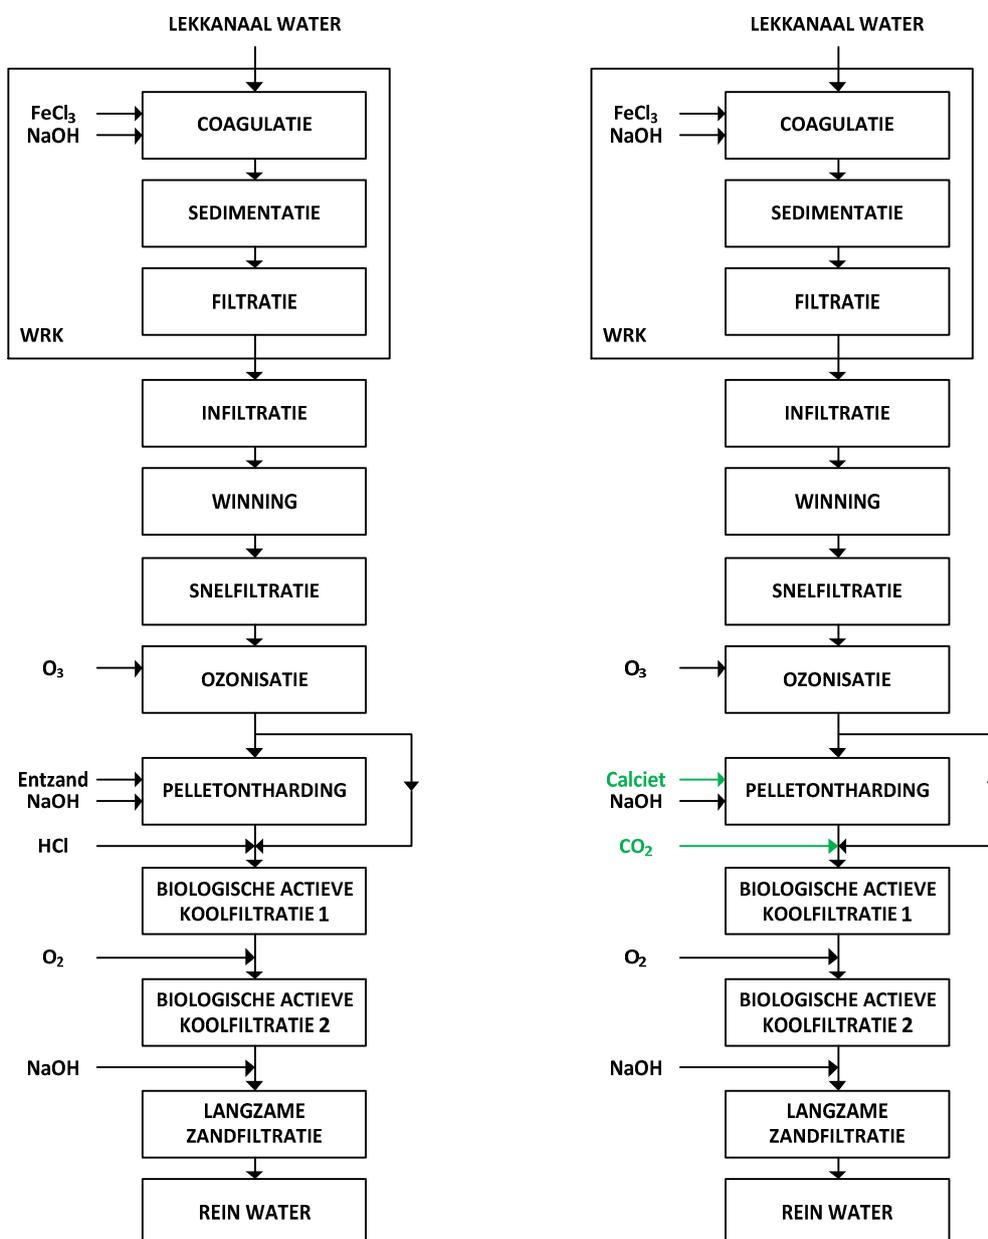 LEKKANAAL WATER
FeCl₃
NaOH
COAGULATIE
SEDIMENTATIE
FILTRATIE
WRK
INFILTRATIE
WINNING
SNELFILTRATIE
O₃
OZONISATIE
Entzand
NaOH
PELLETONTHARDING
HCl
BIOLOGISCHE ACTIEVE
KOOLFILTRATIE 1
O₂
BIOLOGISCHE ACTIEVE
KOOLFILTRATIE 2
NaOH
LANGZAME
ZANDFILTRATIE
REIN WATER
LEKKANAAL WATER
FeCl₃
NaOH
COAGULATIE
SEDIMENTATIE
FILTRATIE
WRK
INFILTRATIE
WINNING
SNELFILTRATIE
O₃
OZONISATIE
Calciet
NaOH
PELLETONTHARDING
CO₂
BIOLOGISCHE ACTIEVE
KOOLFILTRATIE 1
O₂
BIOLOGISCHE ACTIEVE
KOOLFILTRATIE 2
NaOH
LANGZAME
ZANDFILTRATIE
REIN WATER